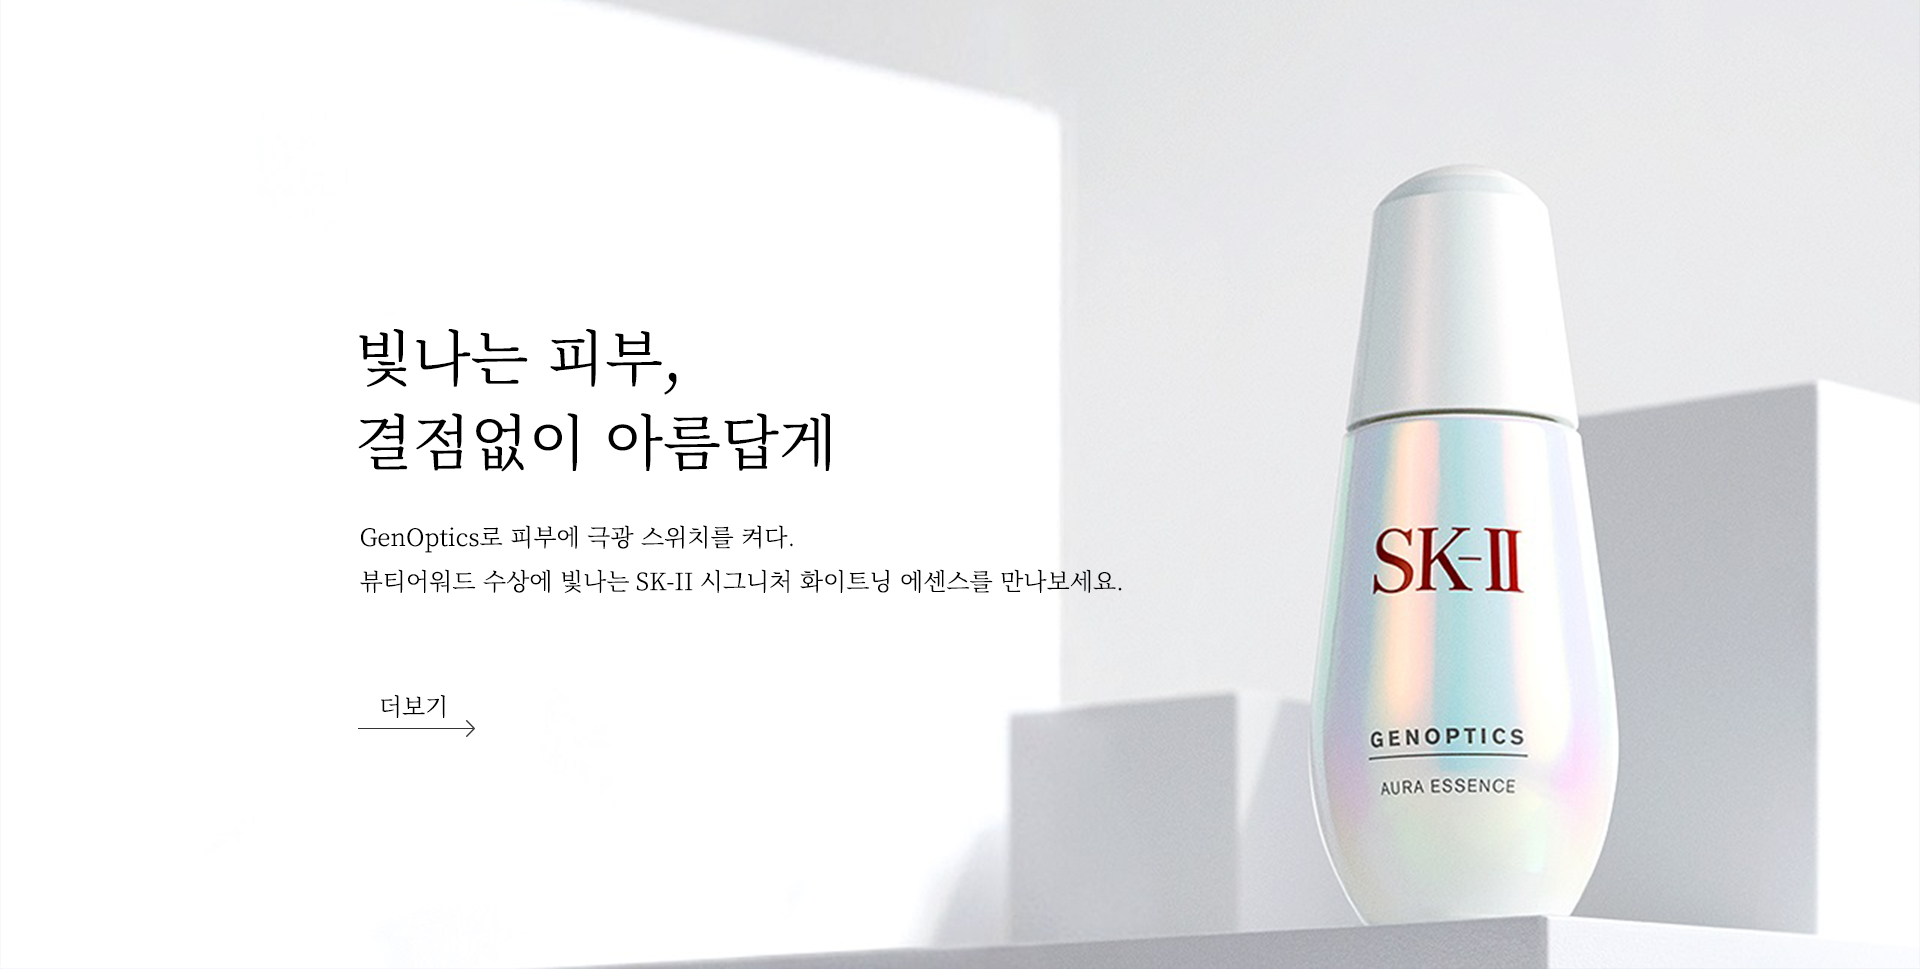 빛나는 피부,
결점없이 아름답게
GenOptics로 피부에 극광 스위치를 켜다.
뷰티어워드 수상에 빛나는 SK-II 시그니처 화이트닝 에센스를 만나보세요.
더보기
SK-II
GENOPTICS
AURA ESSENCE